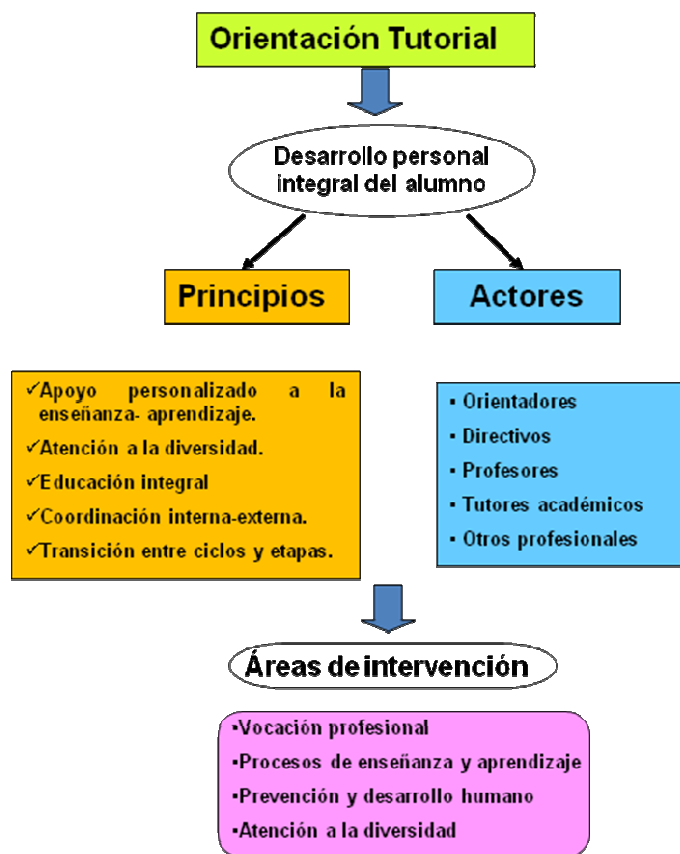 Orientación Tutorial
Desarrollo personal
integral del alumno
Principios
Actores
✓Apoyo personalizado a la
enseñanza- aprendizaje.
✓Atención a la diversidad.
✓Educación integral
✓Coordinación interna-externa.
✓Transición entre ciclos y etapas.
▪ Orientadores
▪ Directivos
▪ Profesores
▪ Tutores académicos
▪ Otros profesionales
Áreas de intervención
▪Vocación profesional
▪Procesos de enseñanza y aprendizaje
▪Prevención y desarrollo humano
▪Atención a la diversidad